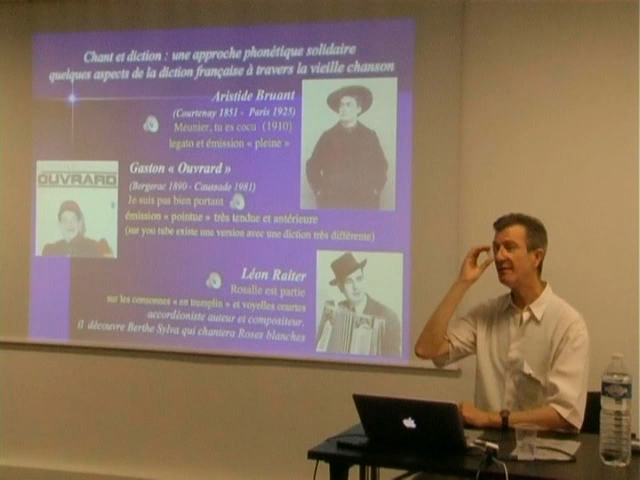 Chant et diction : une approche phonétique solidaire
quelques aspects de la diction française à travers la vieille chanson
Aristide Bruant
(Courtenay 1851 - Paris 1925)
Meunier, tu es cocu (1910)
legato et émission « pleine »
OUVRARD
Gaston « Ouvrard »
(Bergerac 1890 - Caussade 1981)
Je suis pas bien portant
émission « pointue » très tendue et antérieure
(sur you tube existe une version avec une diction très différente)
Léon Raiter
Rosalie est partie
sur les consonnes « en tremplin » et voyelles courtes
accordéoniste auteur et compositeur.
il découvre Berthe Sylva qui chantera Roses blanches